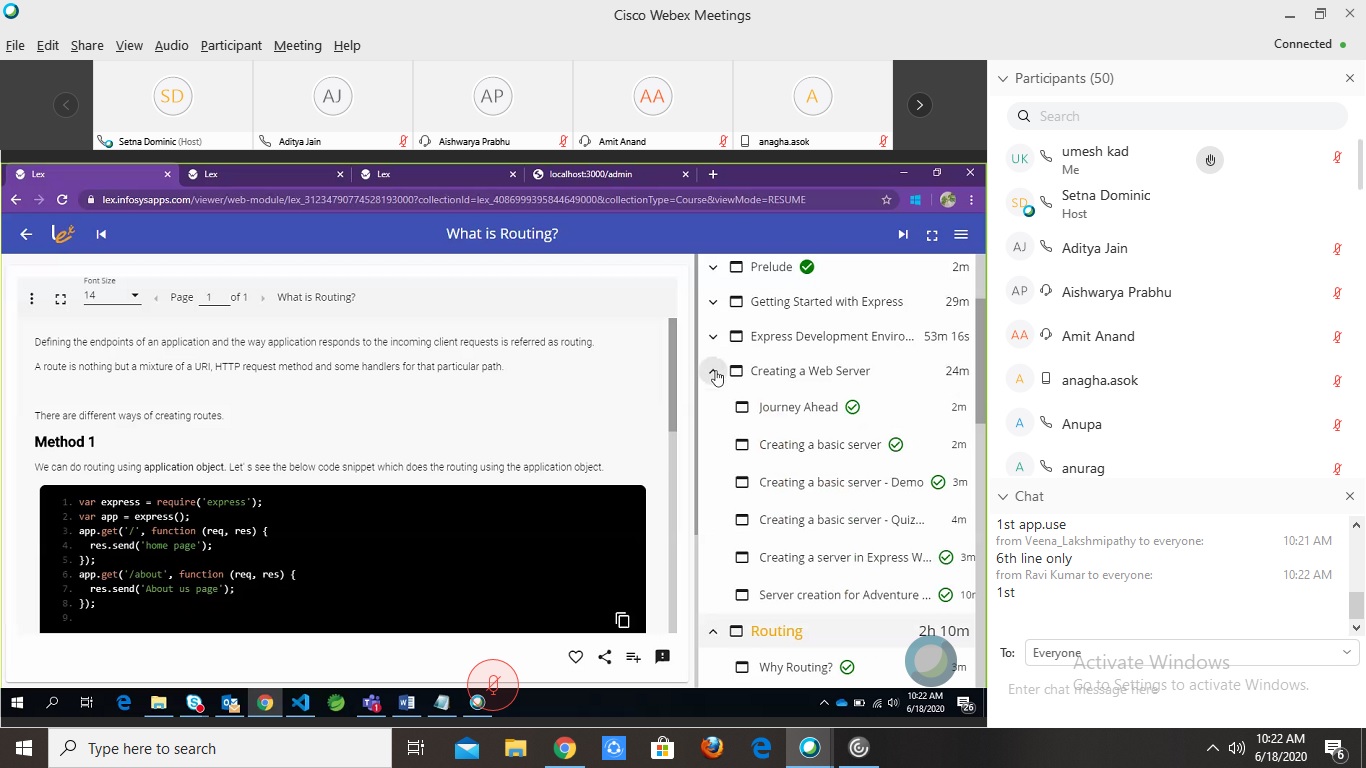 Cisco Webex Meetings
File Edit Share View Audio Participant Meeting Help
Connected
SD
AJ
AP
AA
A
Setna Dominic (Host)
Aditya Jain
Aishwarya Prabhu
Amit Anand
anagha.asok
Lex
Lex
Lex
localhost:3000/admin
lex.infosysapps.com/viewer/web-module/lex_31234790774528193000?collectionId=lex_4086999395844649000&collectionType=Course&viewMode=RESUME
lex
What is Routing?
Font Size
14
Page 1 of 1
What is Routing?
Defining the endpoints of an application and the way application responds to the incoming client requests is referred as routing.
A route is nothing but a mixture of a URI, HTTP request method and some handlers for that particular path.
There are different ways of creating routes.
Method 1
We can do routing using application object. Let' s see the below code snippet which does the routing using the application object.
1. var express = require('express');
2. var app = express();
3. app.get('/', function (req, res) {
4. res.send('home page');
5. });
6. app.get('/about', function (req, res) {
7. res.send('About us page');
8. });
9.
Prelude 2m
Getting Started with Express 29m
Express Development Enviro... 53m 16s
Creating a Web Server 24m
Journey Ahead 2m
Creating a basic server 2m
Creating a basic server - Demo 3m
Creating a basic server - Quiz... 4m
Creating a server in Express W... 3m
Server creation for Adventure ... 10m
Routing 2h 10m
Why Routing? 3m
10:22 AM
6/18/2020
26
Participants (50)
Search
UK umesh kad
Me
SD Setna Dominic
Host
AJ Aditya Jain
AP Aishwarya Prabhu
AA Amit Anand
A anagha.asok
A Anupa
A anurag
Chat
1st app.use
from Veena_Lakshmipathy to everyone: 10:21 AM
6th line only
from Ravi Kumar to everyone: 10:22 AM
1st
To: Everyone
Enter chat message here
Activate Windows
Go to Settings to activate Windows.
Type here to search
10:22 AM
6/18/2020
6